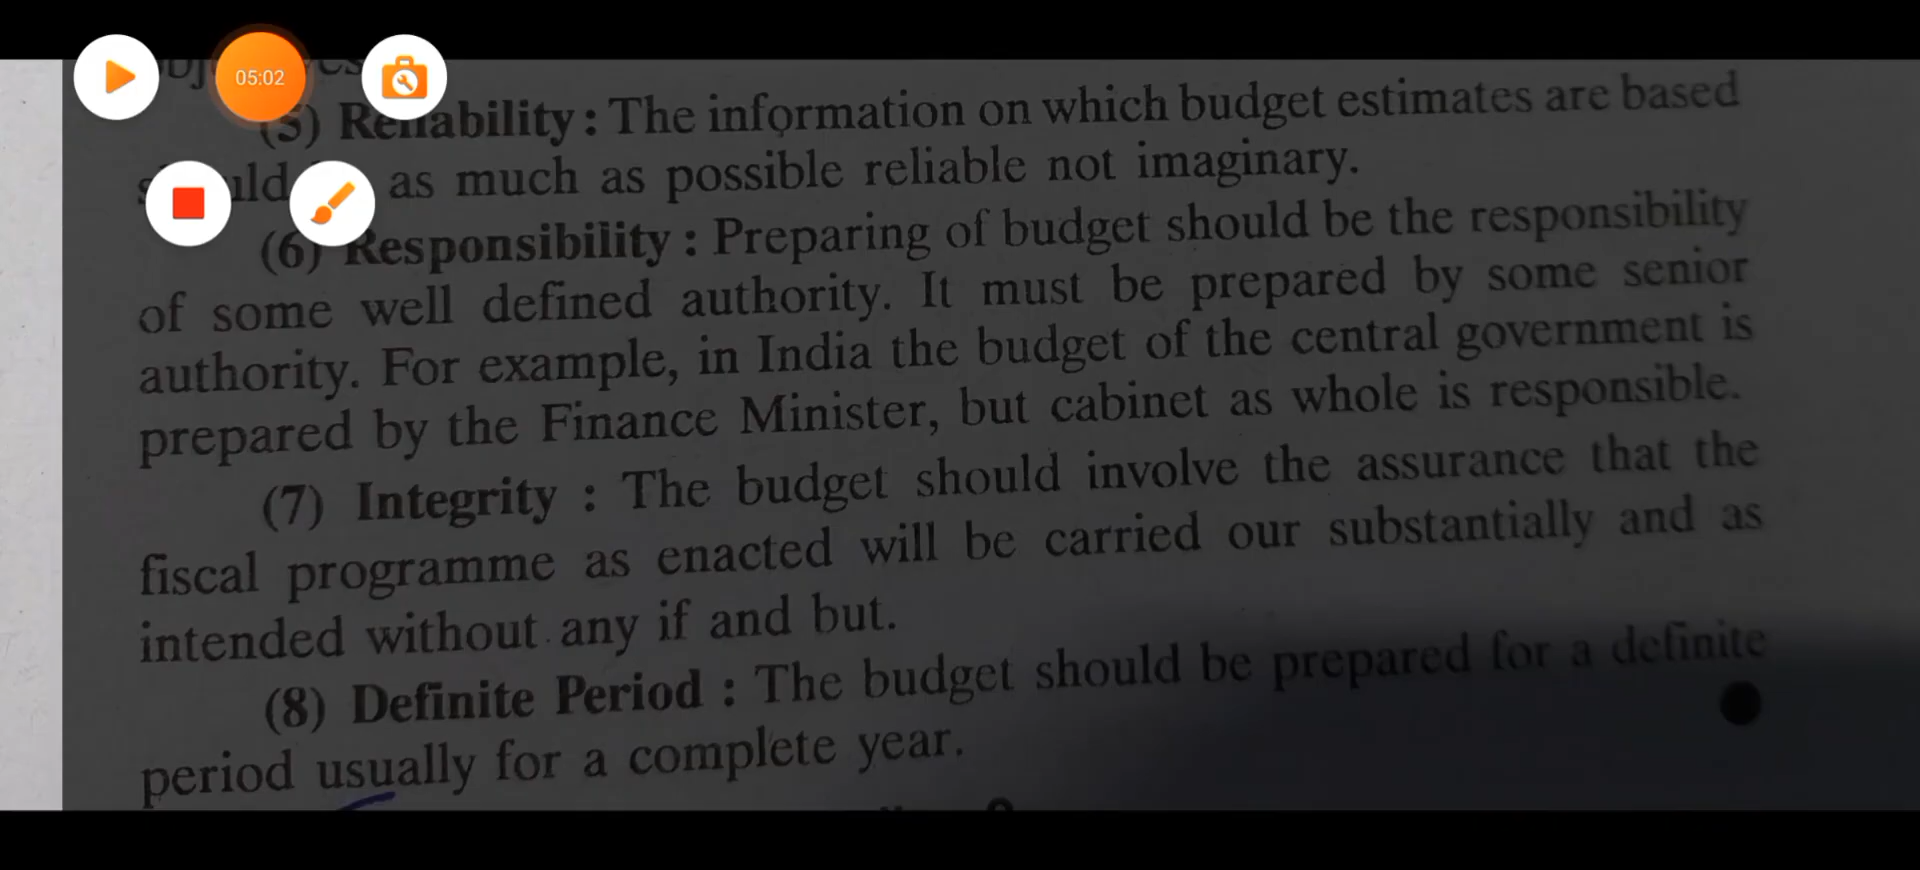 05:02
(5) Reliability : The information on which budget estimates are based
as much as possible reliable not imaginary.
(6) Responsibility : Preparing of budget should be the responsibility
of some well defined authority. It must be prepared by some senior
authority. For example, in India the budget of the central government is
prepared by the Finance Minister, but cabinet as whole is responsible.
(7) Integrity : The budget should involve the assurance that the
fiscal programme as enacted will be carried our substantially and as
intended without any if and but.
(8) Definite Period : The budget should be prepared for a definite
period usually for a complete year.